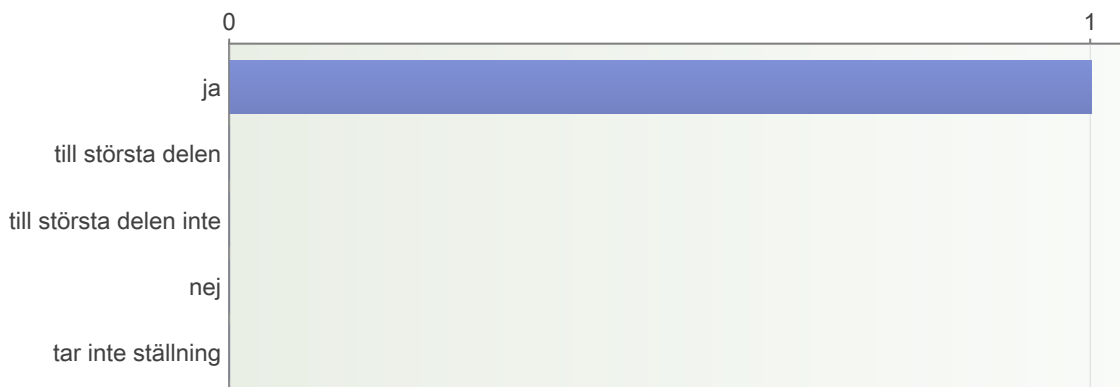 0 1
ja
till största delen
till största delen inte
nej
tar inte ställning